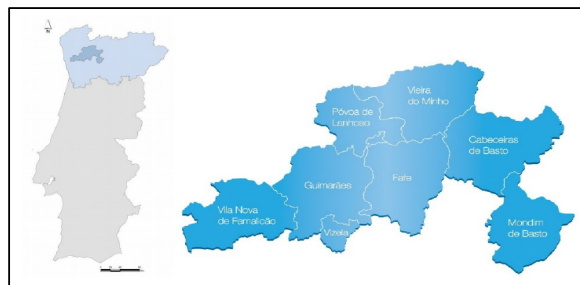 Vieira
do Minho
Póvoa de
Lanhoso
Cabeceiras
de Basto
Guimarães
Fafe
Vila Nova
de Famalicão
Vizela
Mondim
de Basto